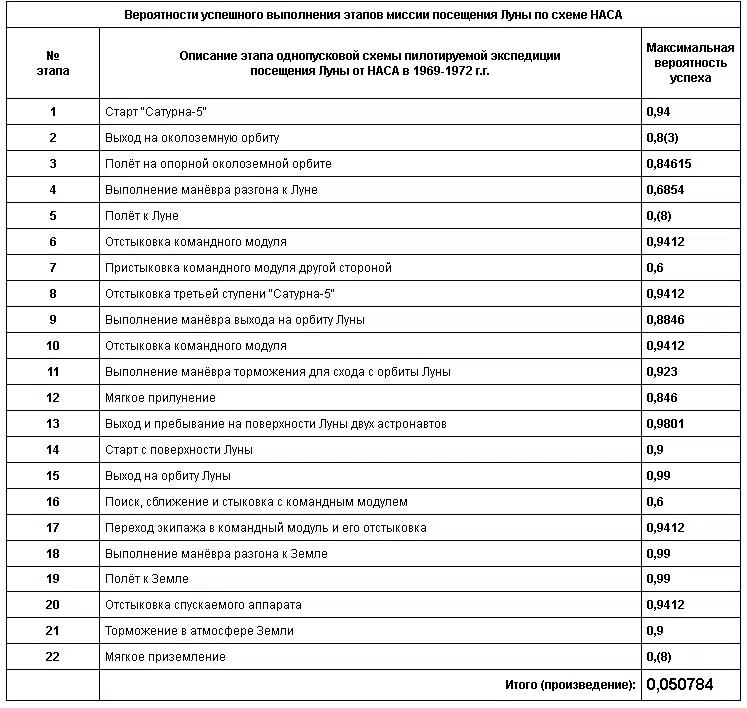 Вероятности успешного выполнения этапов миссии посещения Луны по схеме НАСА
№ этапа Описание этапа однопусковой схемы пилотируемой экспедиции посещения Луны от НАСА в 1969-1972 г.г. Максимальная вероятность успеха
1 Старт "Сатурна-5" 0,94
2 Выход на околоземную орбиту 0,8(3)
3 Полёт на опорной околоземной орбите 0,84615
4 Выполнение манёвра разгона к Луне 0,6854
5 Полёт к Луне 0,(8)
6 Отстыковка командного модуля 0,9412
7 Пристыковка командного модуля другой стороной 0,6
8 Отстыковка третьей ступени "Сатурна-5" 0,9412
9 Выполнение манёвра выхода на орбиту Луны 0,8846
10 Отстыковка командного модуля 0,9412
11 Выполнение манёвра торможения для схода с орбиты Луны 0,923
12 Мягкое прилунение 0,846
13 Выход и пребывание на поверхности Луны двух астронавтов 0,9801
14 Старт с поверхности Луны 0,9
15 Выход на орбиту Луны 0,99
16 Поиск, сближение и стыковка с командным модулем 0,6
17 Переход экипажа в командный модуль и его отстыковка 0,9412
18 Выполнение манёвра разгона к Земле 0,99
19 Полёт к Земле 0,99
20 Отстыковка спускаемого аппарата 0,9412
21 Торможение в атмосфере Земли 0,9
22 Мягкое приземление 0,(8)
Итого (произведение): 0,050784